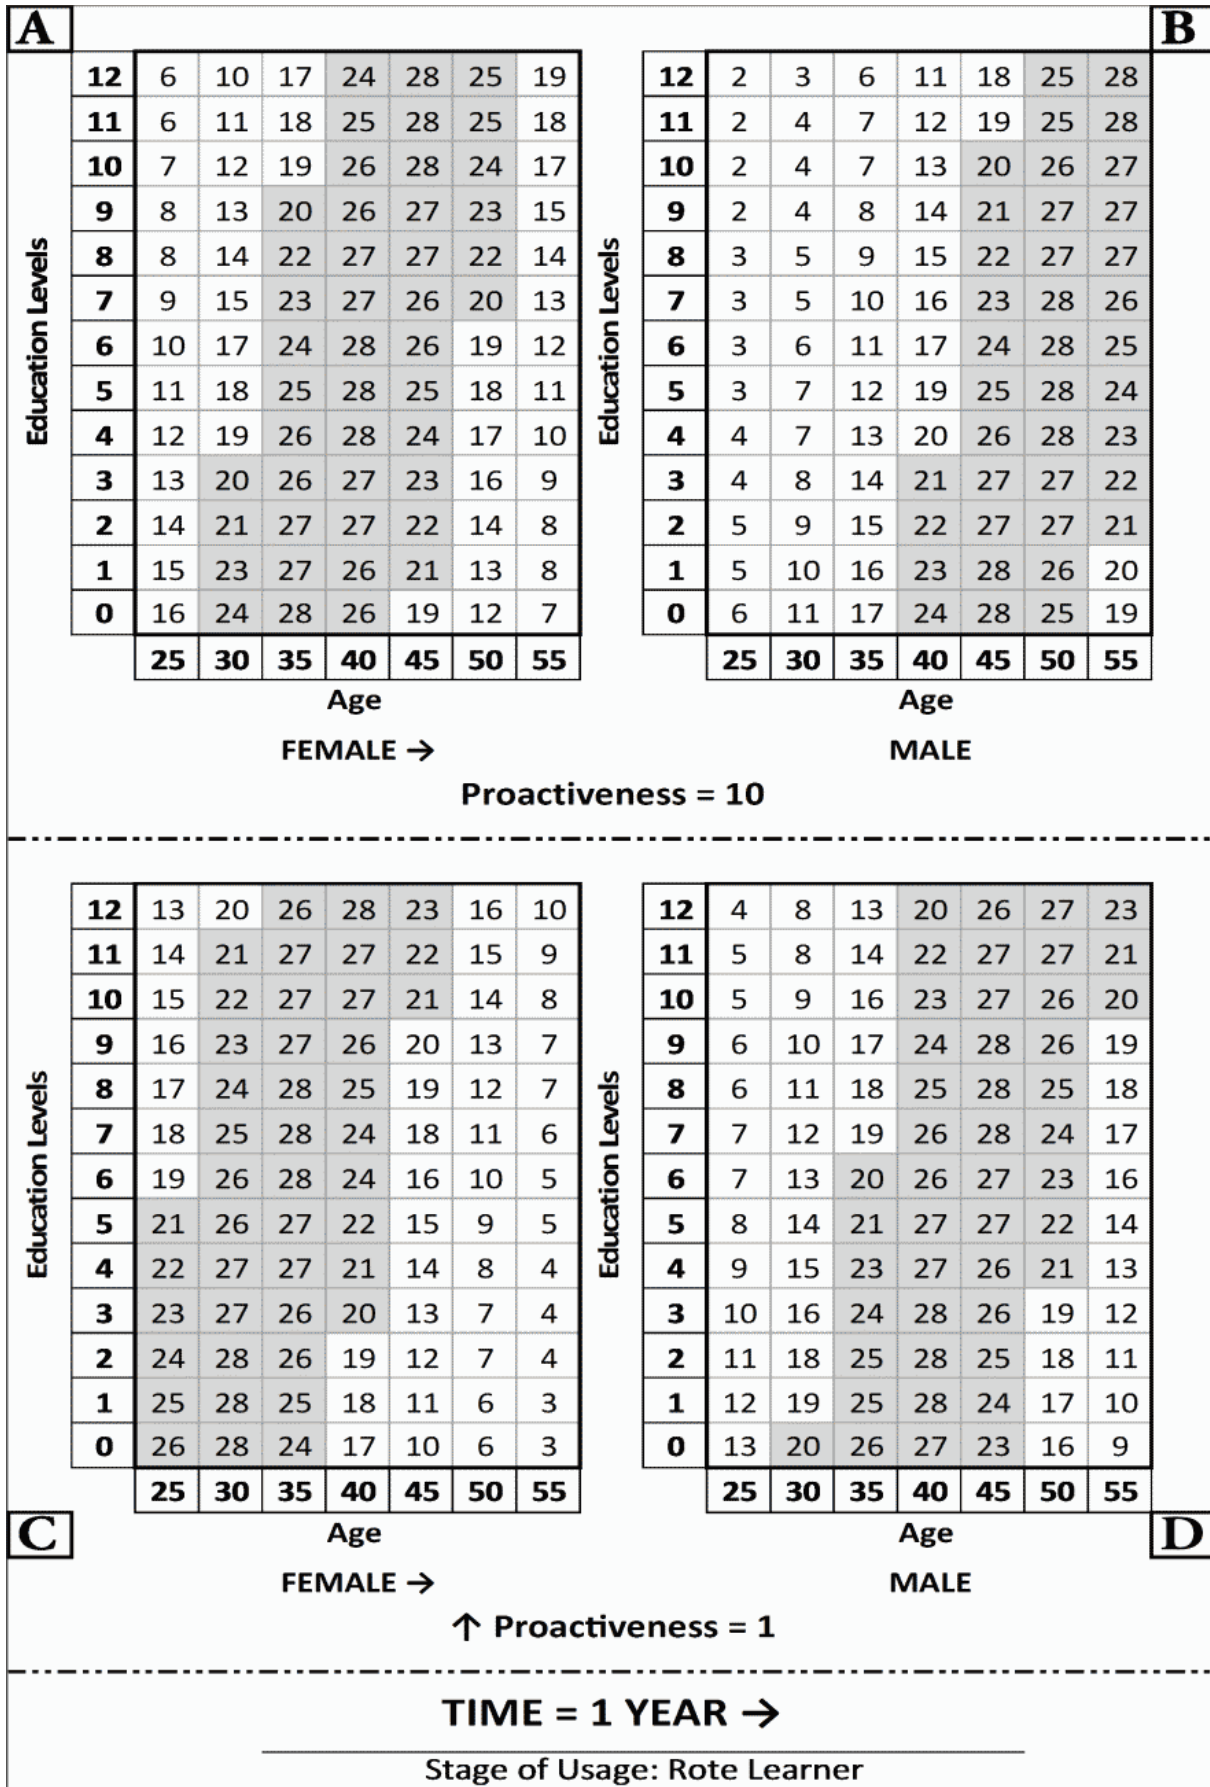 A B
12 6 10 17 24 28 25 19 12 2 3 6 11 18 25 28
11 6 11 18 25 28 25 18 11 2 4 7 12 19 25 28
10 7 12 19 26 28 24 17 10 2 4 7 13 20 26 27
9 8 13 20 26 27 23 15 9 2 4 8 14 21 27 27
8 8 14 22 27 27 22 14 8 3 5 9 15 22 27 27
7 9 15 23 27 26 20 13 7 3 5 10 16 23 28 26
6 10 17 24 28 26 19 12 6 3 6 11 17 24 28 25
5 11 18 25 28 25 18 11 5 3 7 12 19 25 28 24
4 12 19 26 28 24 17 10 4 4 7 13 20 26 28 23
3 13 20 26 27 23 16 9 3 4 8 14 21 27 27 22
2 14 21 27 27 22 14 8 2 5 9 15 22 27 27 21
1 15 23 27 26 21 13 8 1 5 10 16 23 28 26 20
0 16 24 28 26 19 12 7 0 6 11 17 24 28 25 19
Education Levels Education Levels
25 30 35 40 45 50 55 25 30 35 40 45 50 55
Age Age
FEMALE → MALE
Proactiveness = 10
12 13 20 26 28 23 16 10 12 4 8 13 20 26 27 23
11 14 21 27 27 22 15 9 11 5 8 14 22 27 27 21
10 15 22 27 27 21 14 8 10 5 9 16 23 27 26 20
9 16 23 27 26 20 13 7 9 6 10 17 24 28 26 19
8 17 24 28 25 19 12 7 8 6 11 18 25 28 25 18
7 18 25 28 24 18 11 6 7 7 12 19 26 28 24 17
6 19 26 28 24 16 10 5 6 7 13 20 26 27 23 16
5 21 26 27 22 15 9 5 5 8 14 21 27 27 22 14
4 22 27 27 21 14 8 4 4 9 15 23 27 26 21 13
3 23 27 26 20 13 7 4 3 10 16 24 28 26 19 12
2 24 28 26 19 12 7 4 2 11 18 25 28 25 18 11
1 25 28 25 18 11 6 3 1 12 19 25 28 24 17 10
0 26 28 24 17 10 6 3 0 13 20 26 27 23 16 9
Education Levels Education Levels
25 30 35 40 45 50 55 25 30 35 40 45 50 55
C Age Age D
FEMALE → MALE
↑ Proactiveness = 1
TIME = 1 YEAR →
Stage of Usage: Rote Learner